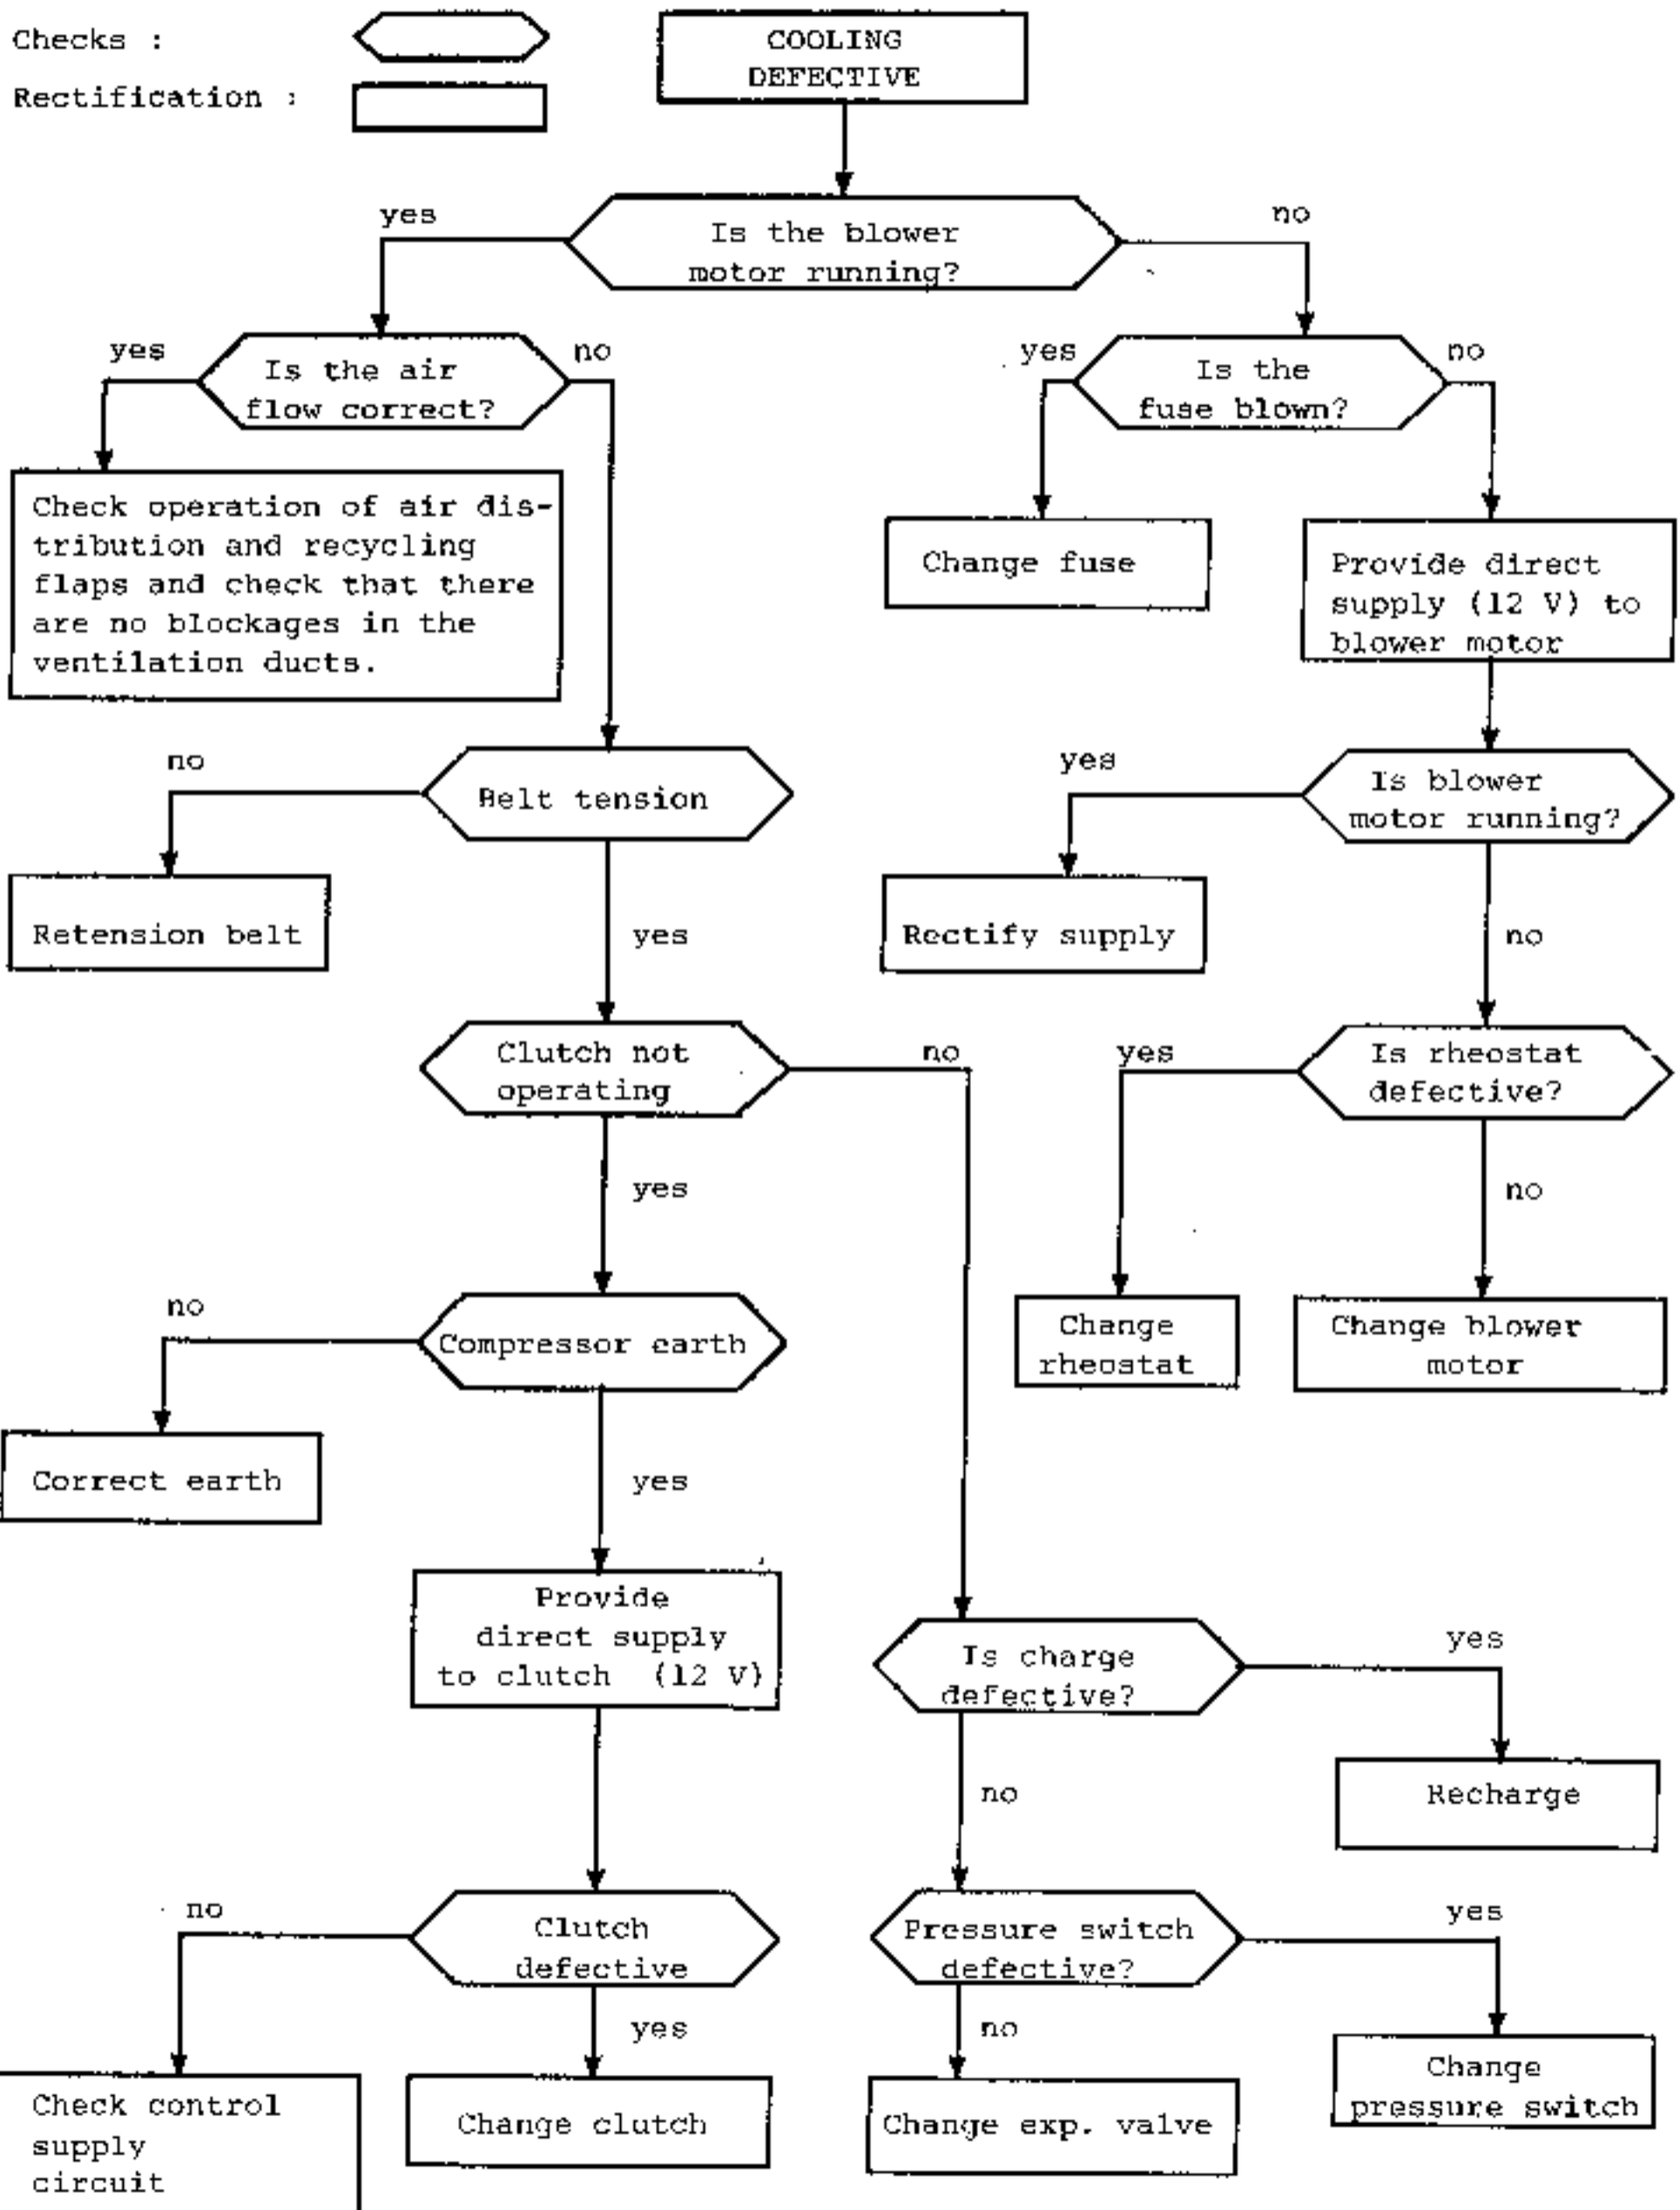 Checks :
Rectification :
COOLING
DEFECTIVE
yes
Is the blower
motor running?
no
yes
Is the air
flow correct?
no
yes
Is the
fuse blown?
no
Check operation of air dis-
tribution and recycling
flaps and check that there
are no blockages in the
ventilation ducts.
Change fuse
Provide direct
supply (12 V) to
blower motor
no
Belt tension
yes
Is blower
motor running?
Retension belt
yes
Rectify supply
no
Clutch not
operating
no
yes
Is rheostat
defective?
yes
no
no
Compressor earth
Change
rheostat
Change blower
motor
Correct earth
yes
Provide
direct supply
to clutch (12 V)
Is charge
defective?
yes
no
Recharge
no
Clutch
defective
Pressure switch
defective?
yes
yes
no
Check control
supply
circuit
Change clutch
Change exp. valve
Change
pressure switch